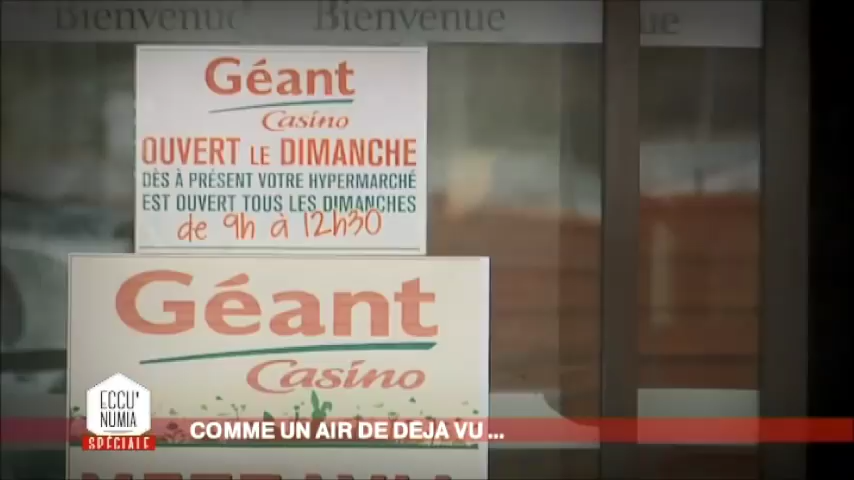 Bienvenue
Bienvenue
ue
Géant
Casino
OUVERT LE DIMANCHE
DÈS À PRÉSENT VOTRE HYPERMARCHÉ
EST OUVERT TOUS LES DIMANCHES
de 9h à 12h30
Géant
Casino
ECCU'
NUMIA
SPÉCIALE
COMME UN AIR DE DEJA VU ...